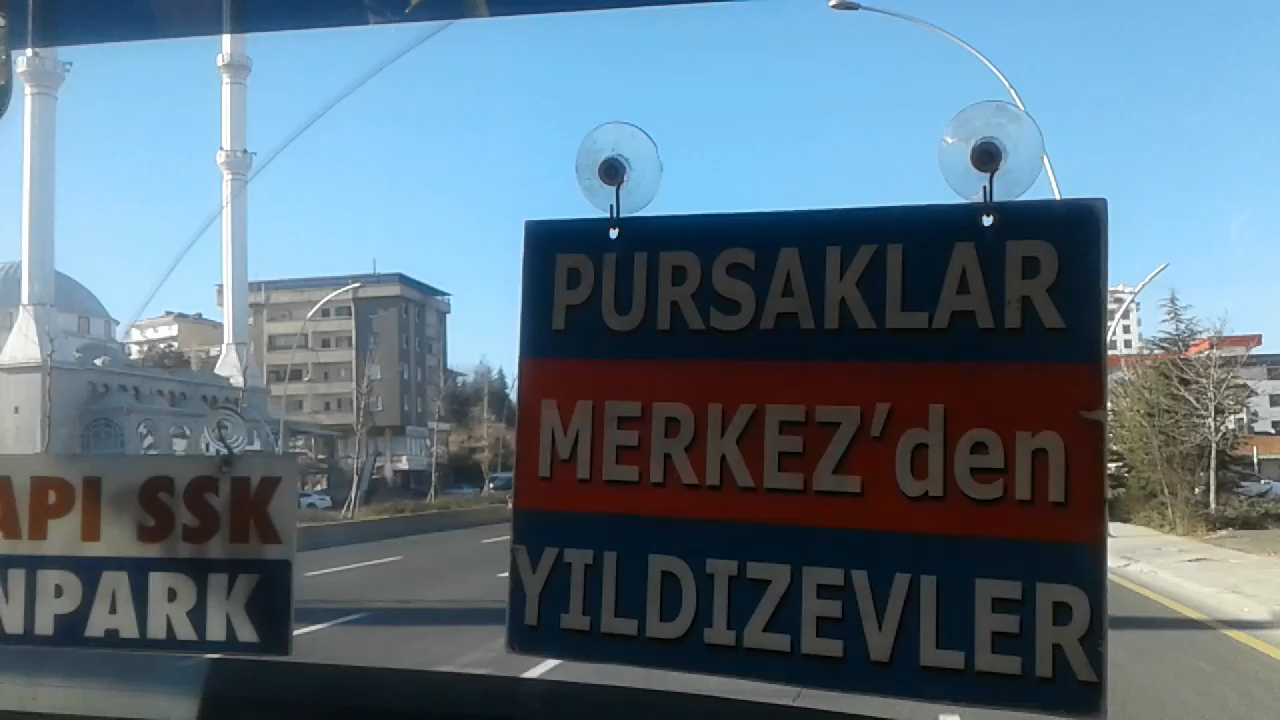 PURSAKLAR
MERKEZ'den
YILDIZEVLER
API SSK
NPARK